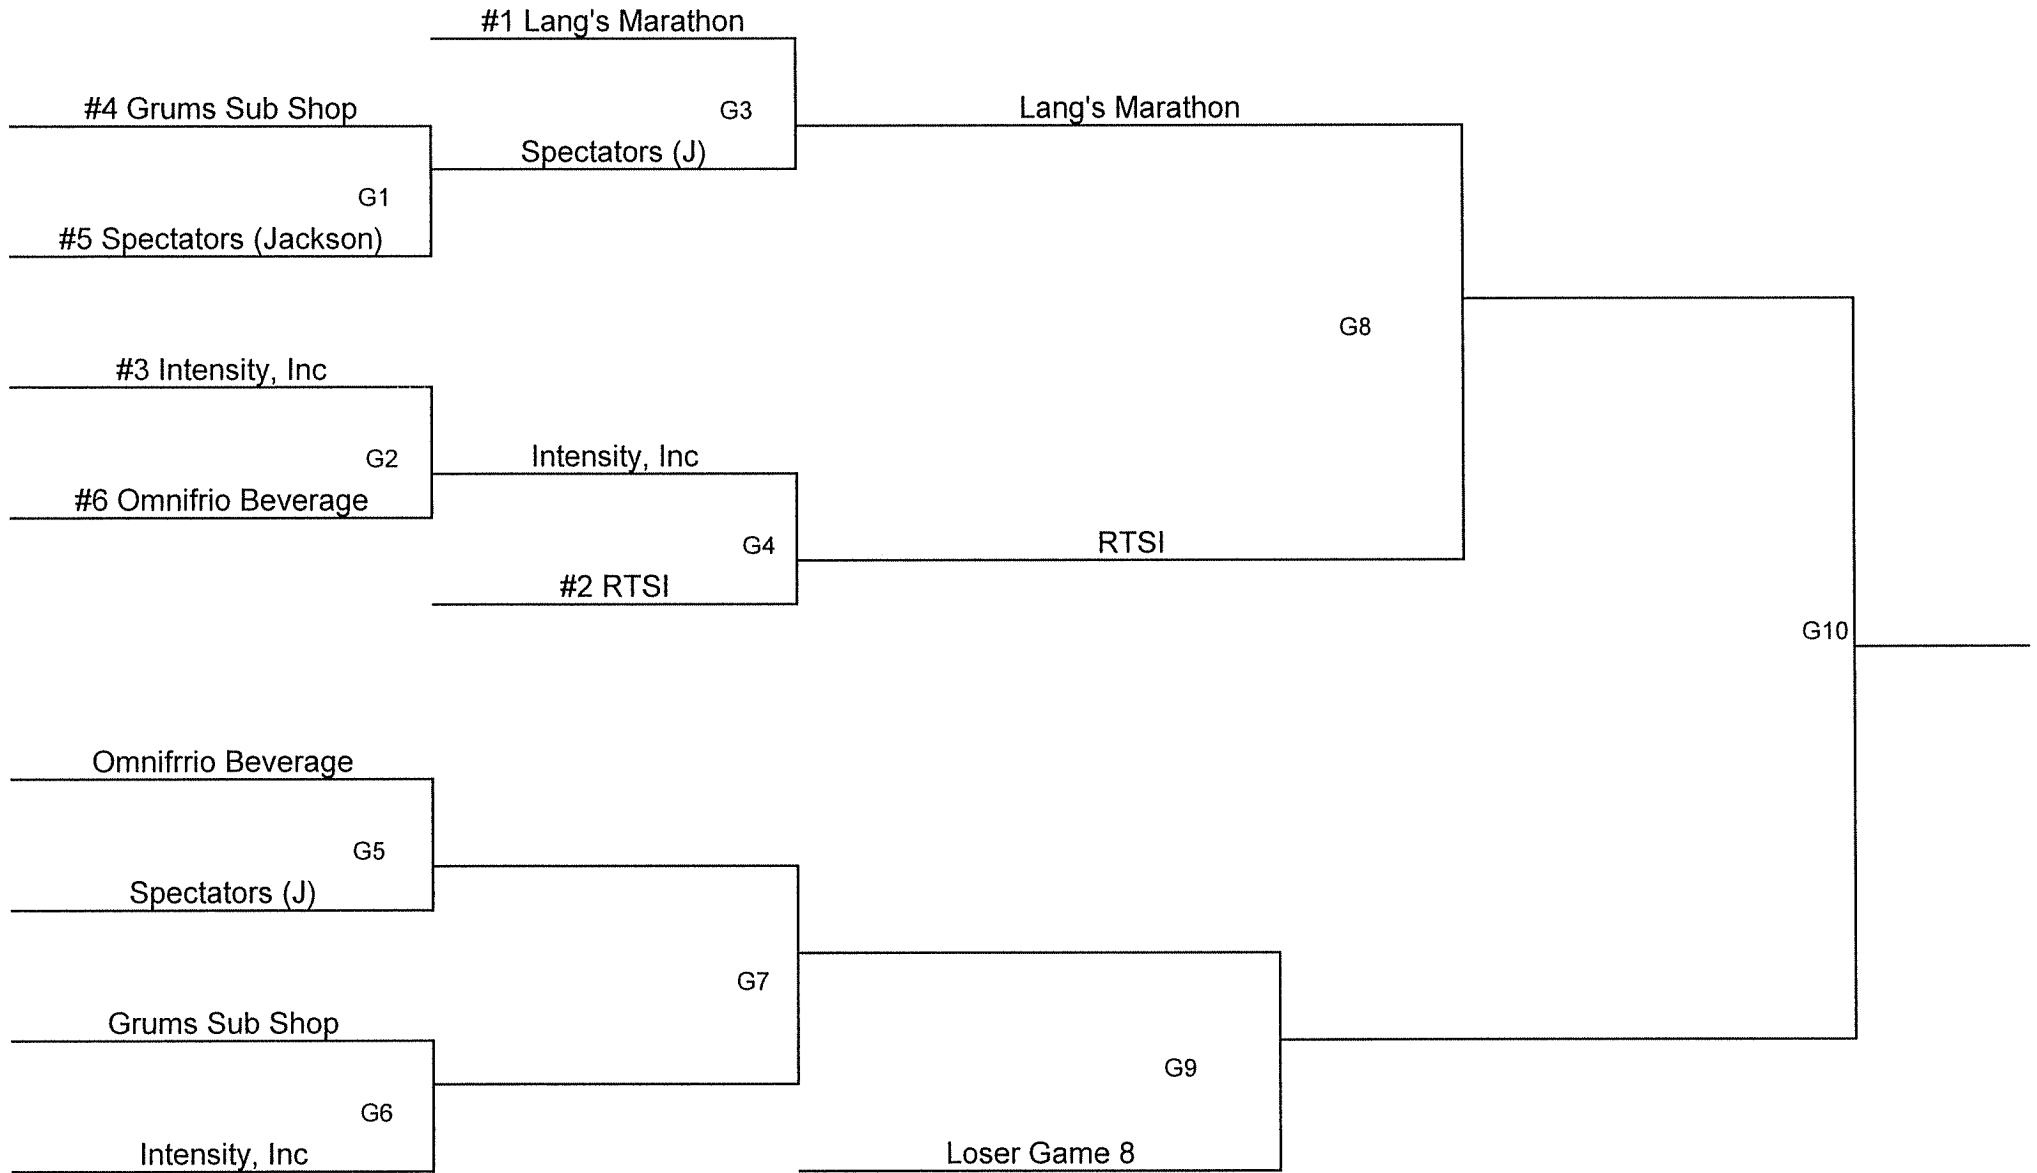 #1 Lang's Marathon
#4 Grums Sub Shop
G3
Lang's Marathon
Spectators (J)
G1
#5 Spectators (Jackson)
G8
#3 Intensity, Inc
G2
Intensity, Inc
#6 Omnifrio Beverage
G4
RTSI
#2 RTSI
G10
Omnifrrio Beverage
G5
Spectators (J)
G7
Grums Sub Shop
G9
G6
Intensity, Inc
Loser Game 8